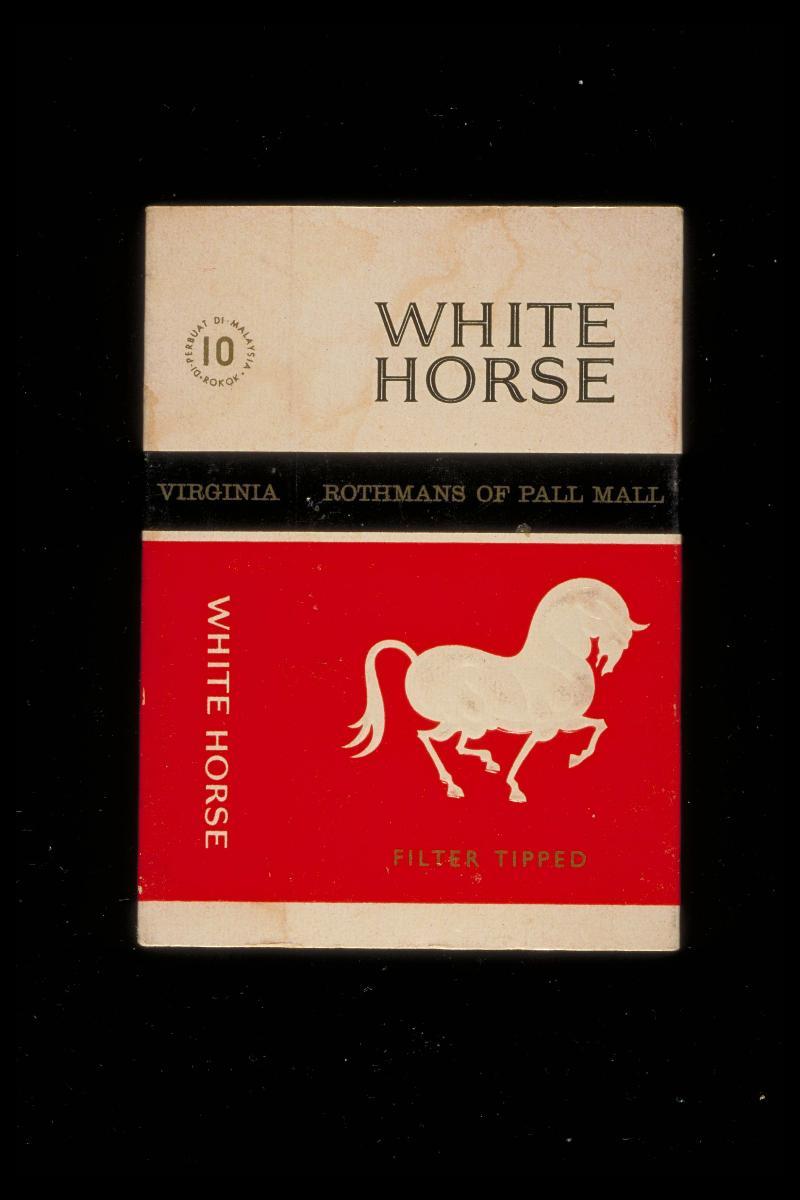 WHITE
HORSE
DI-PERBUAT DI-MALAYSIA
10
ROKOK
VIRGINIA
ROTHMANS OF PALL MALL
WHITE HORSE
FILTER TIPPED